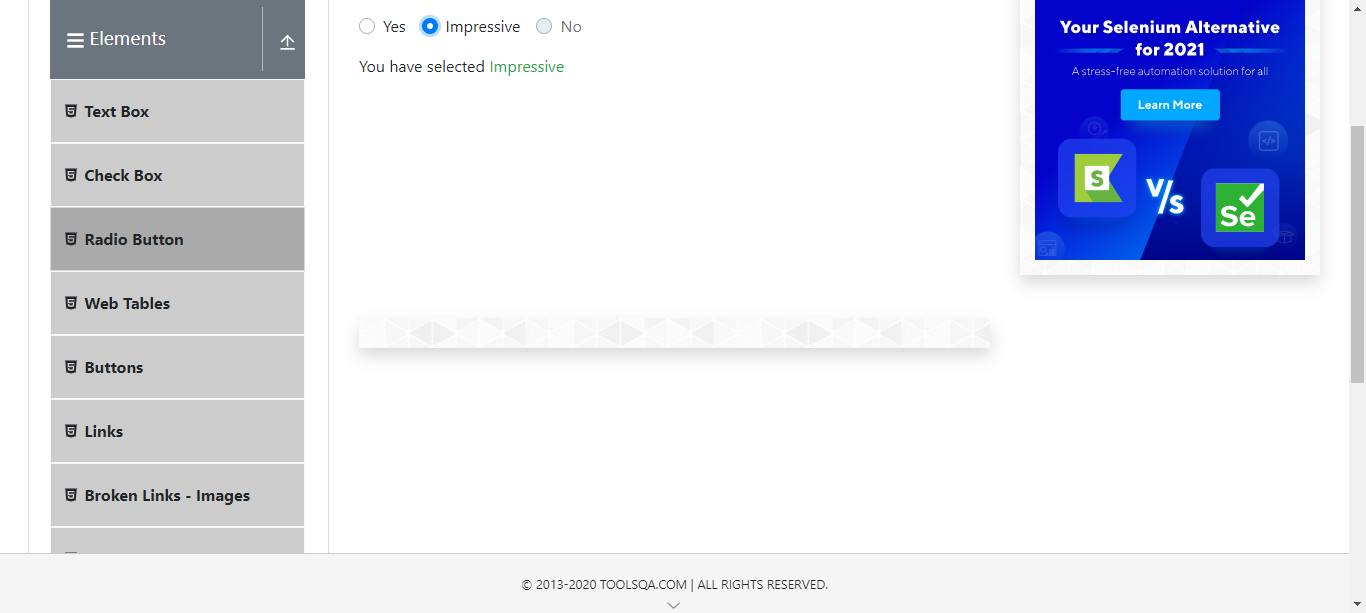 Elements
Text Box
Check Box
Radio Button
Web Tables
Buttons
Links
Broken Links - Images
Yes Impressive No
You have selected Impressive
Your Selenium Alternative
for 2021
A stress-free automation solution for all
Learn More
S
V/s
Se
© 2013-2020 TOOLSQA.COM | ALL RIGHTS RESERVED.